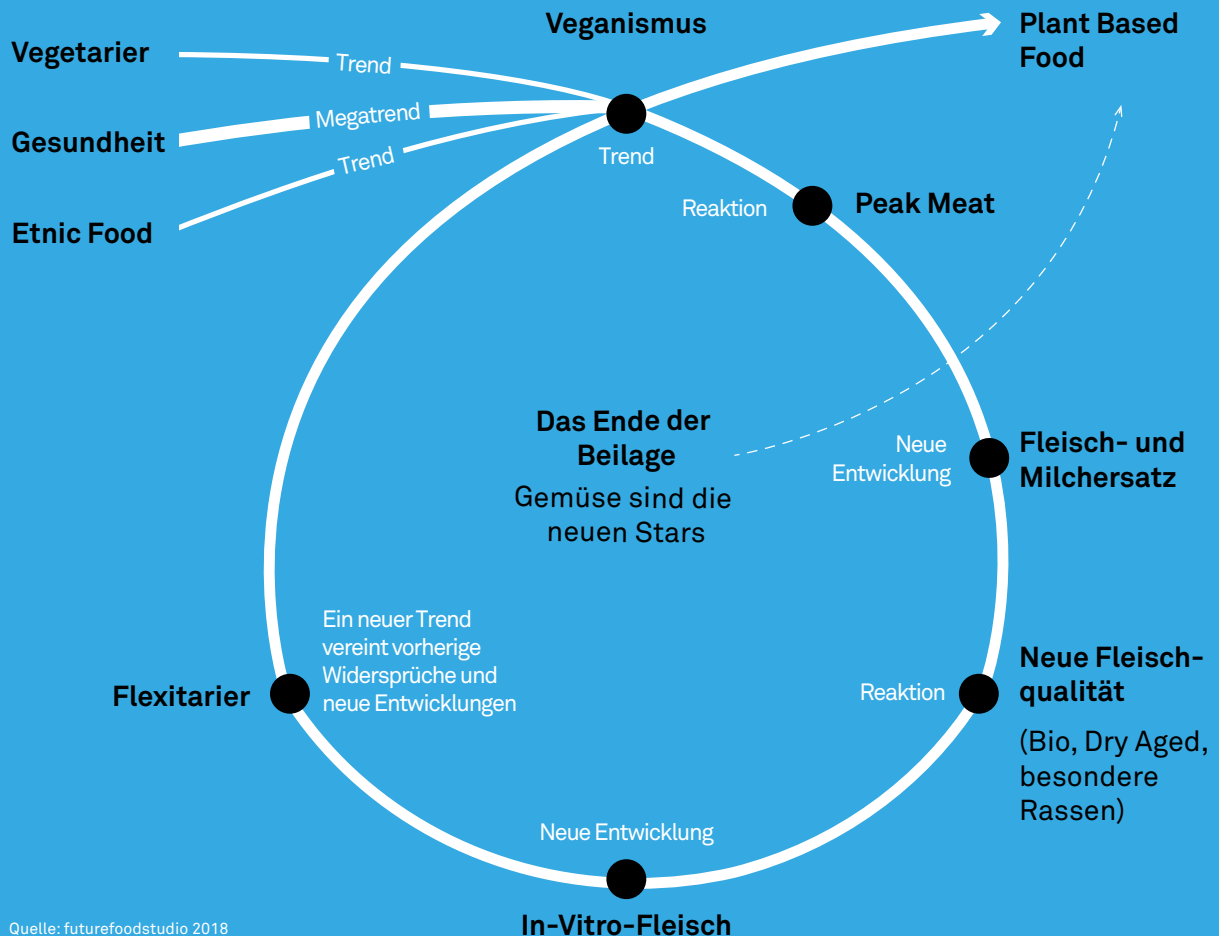 Veganismus
Plant Based
Food
Vegetarier
Trend
Gesundheit
Megatrend
Etnic Food
Trend
Trend
Reaktion
Peak Meat
Das Ende der
Beilage
Gemüse sind die
neuen Stars
Neue
Entwicklung
Fleisch- und
Milchersatz
Ein neuer Trend
vereint vorherige
Widersprüche und
neue Entwicklungen
Flexitarier
Reaktion
Neue Fleisch-
qualität
(Bio, Dry Aged,
besondere
Rassen)
Neue Entwicklung
In-Vitro-Fleisch
Quelle: futurefoodstudio 2018